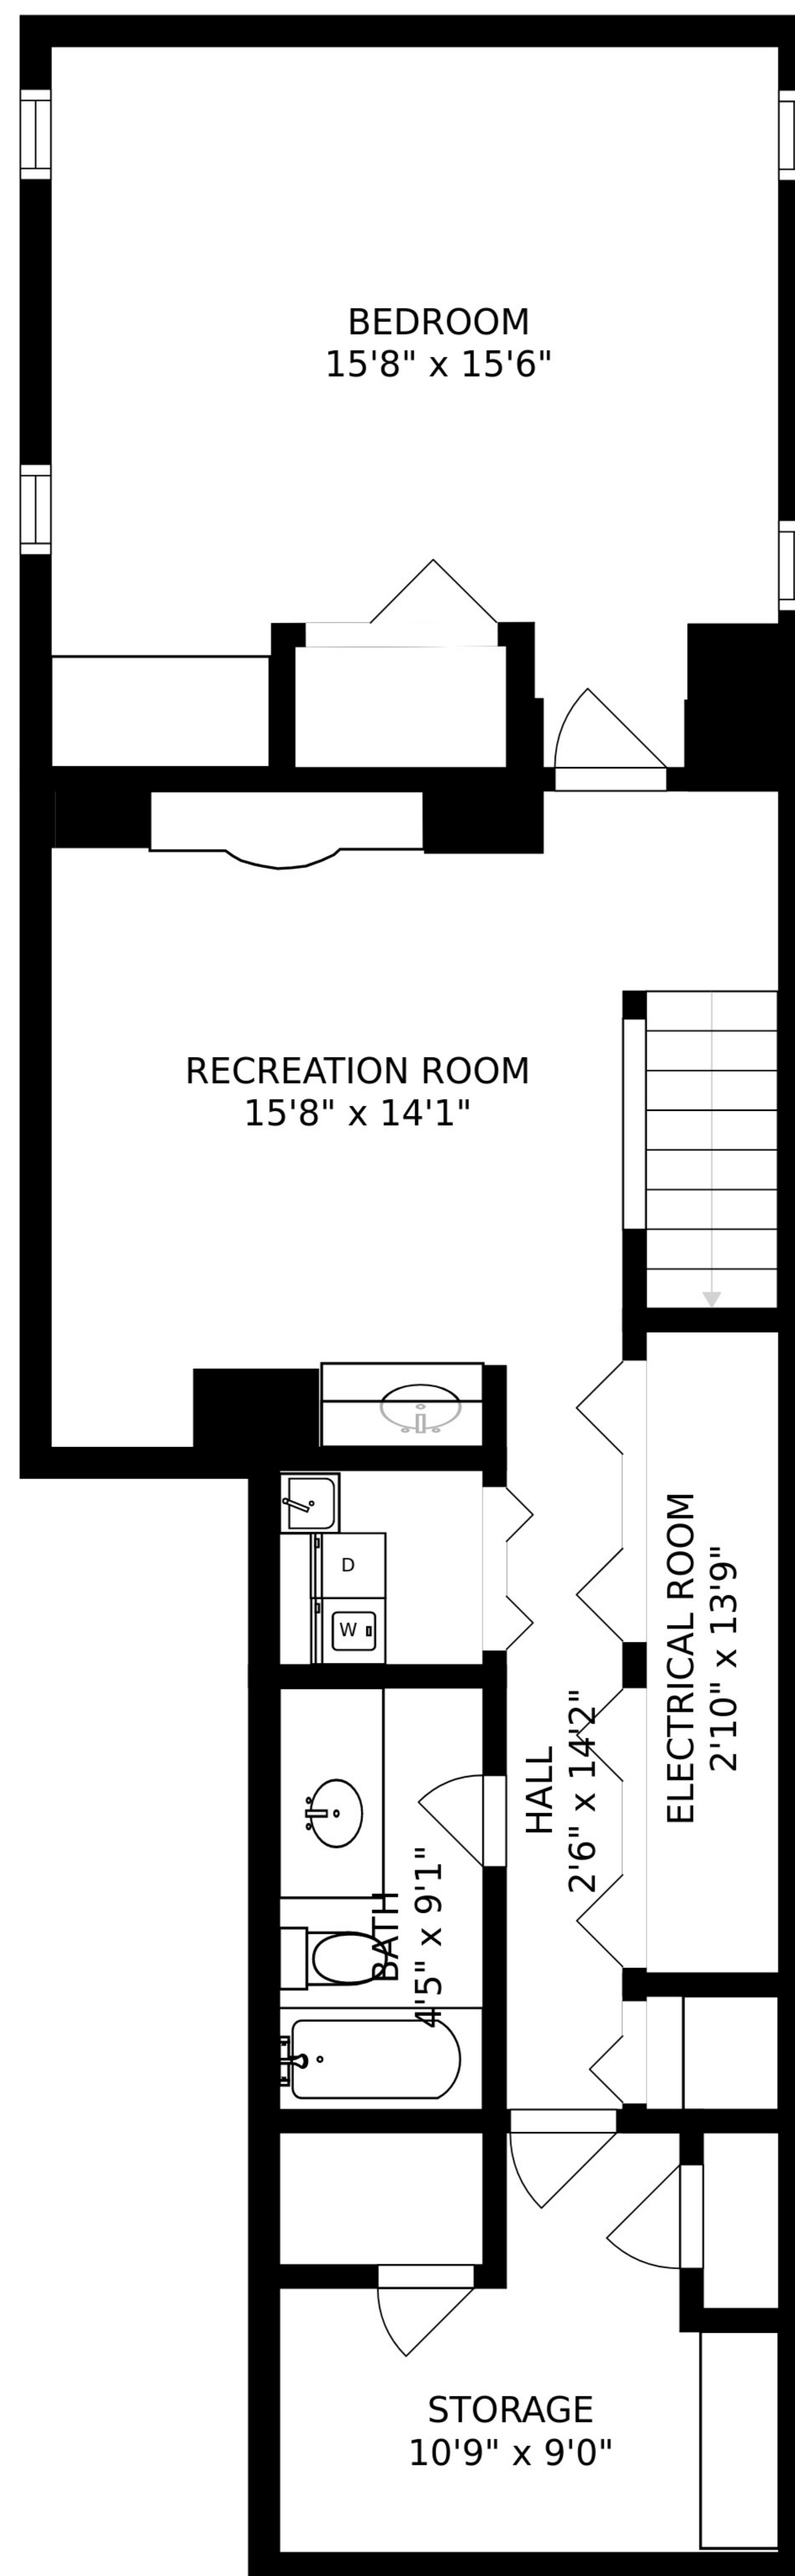 BEDROOM
15'8" x 15'6"
RECREATION ROOM
15'8" x 14'1"
D
W
ELECTRICAL ROOM
2'10" x 13'9"
HALL
2'6" x 14'2"
BATH
4'5" x 9'1"
STORAGE
10'9" x 9'0"